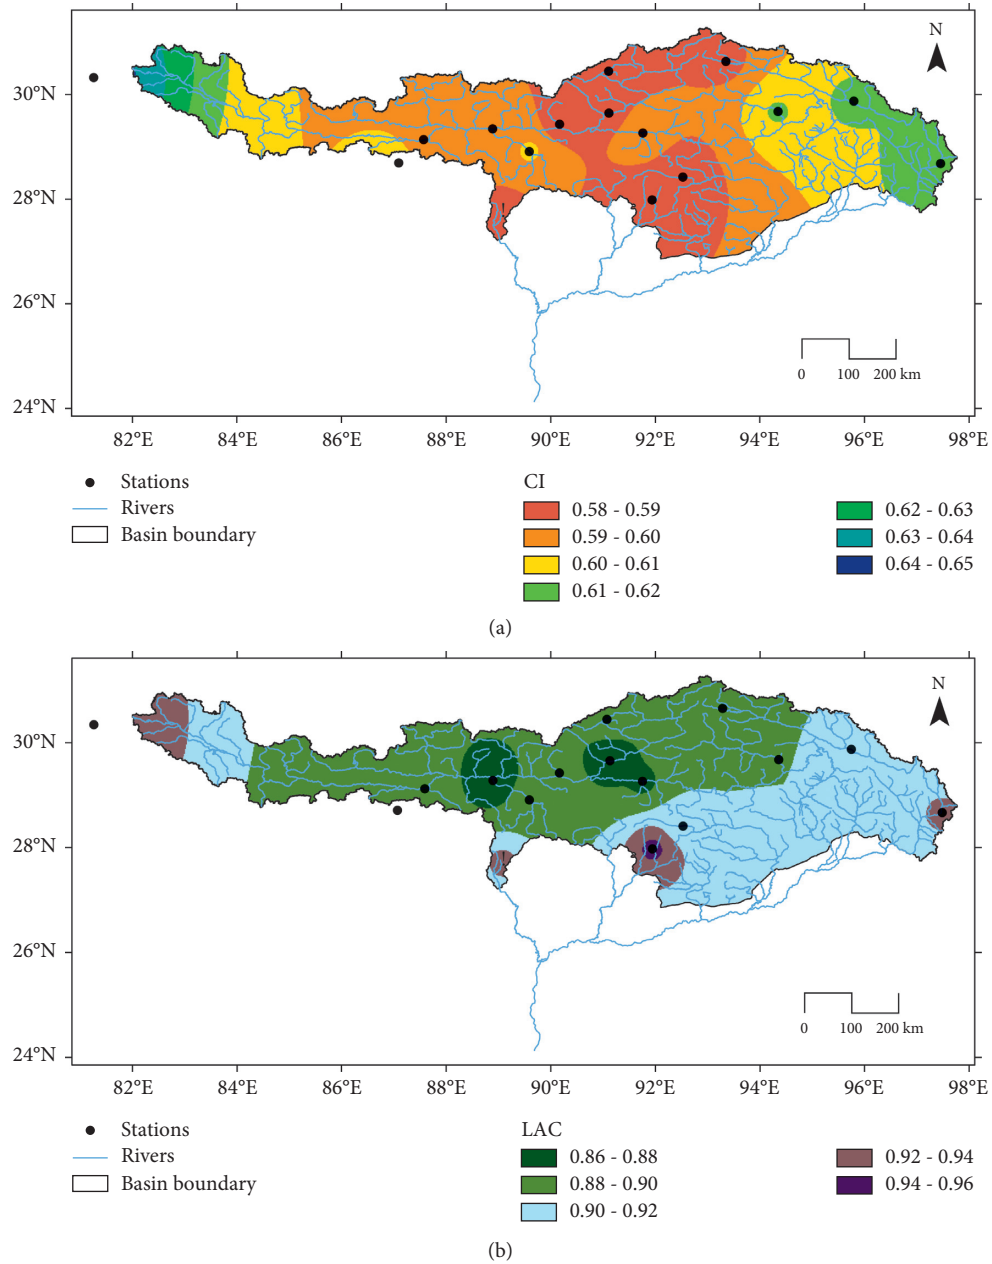 N
30°N
28°N
26°N
24°N
0 100 200 km
82°E 84°E 86°E 88°E 90°E 92°E 94°E 96°E 98°E
Stations
Rivers
Basin boundary
CI
0.58 - 0.59
0.59 - 0.60
0.60 - 0.61
0.61 - 0.62
0.62 - 0.63
0.63 - 0.64
0.64 - 0.65
(a)
N
30°N
28°N
26°N
24°N
0 100 200 km
82°E 84°E 86°E 88°E 90°E 92°E 94°E 96°E 98°E
Stations
Rivers
Basin boundary
LAC
0.86 - 0.88
0.88 - 0.90
0.90 - 0.92
0.92 - 0.94
0.94 - 0.96
(b)